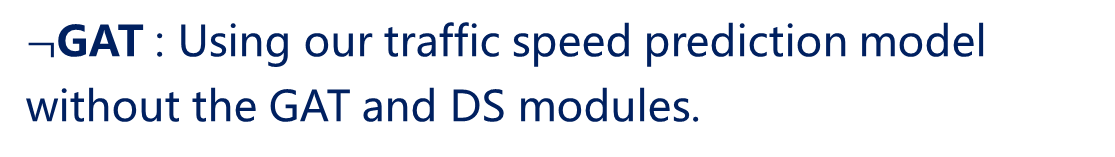 ¬GAT : Using our traffic speed prediction model
without the GAT and DS modules.